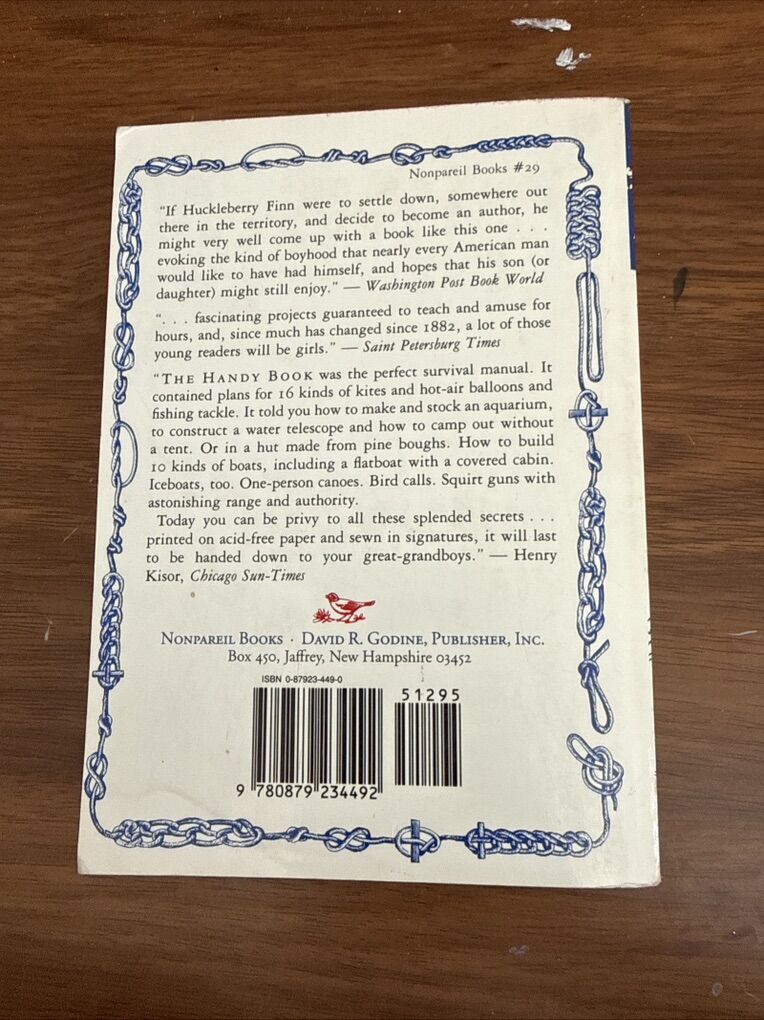 Nonpareil Books #29
"If Huckleberry Finn were to settle down, somewhere out
there in the territory, and decide to become an author, he
might very well come up with a book like this one . . .
evoking the kind of boyhood that nearly every American man
would like to have had himself, and hopes that his son (or
daughter) might still enjoy." — Washington Post Book World
". . . fascinating projects guaranteed to teach and amuse for
hours, and, since much has changed since 1882, a lot of those
young readers will be girls." — Saint Petersburg Times
"THE HANDY BOOK was the perfect survival manual. It
contained plans for 16 kinds of kites and hot-air balloons and
fishing tackle. It told you how to make and stock an aquarium,
to construct a water telescope and how to camp out without
a tent. Or in a hut made from pine boughs. How to build
10 kinds of boats, including a flatboat with a covered cabin.
Iceboats, too. One-person canoes. Bird calls. Squirt guns with
astonishing range and authority.
Today you can be privy to all these splended secrets . . .
printed on acid-free paper and sewn in signatures, it will last
to be handed down to your great-grandboys." — Henry
Kisor, Chicago Sun-Times
NONPAREIL BOOKS · DAVID R. GODINE, PUBLISHER, INC.
Box 450, Jaffrey, New Hampshire 03452
ISBN 0-87923-449-0
51295
9 780879 234492